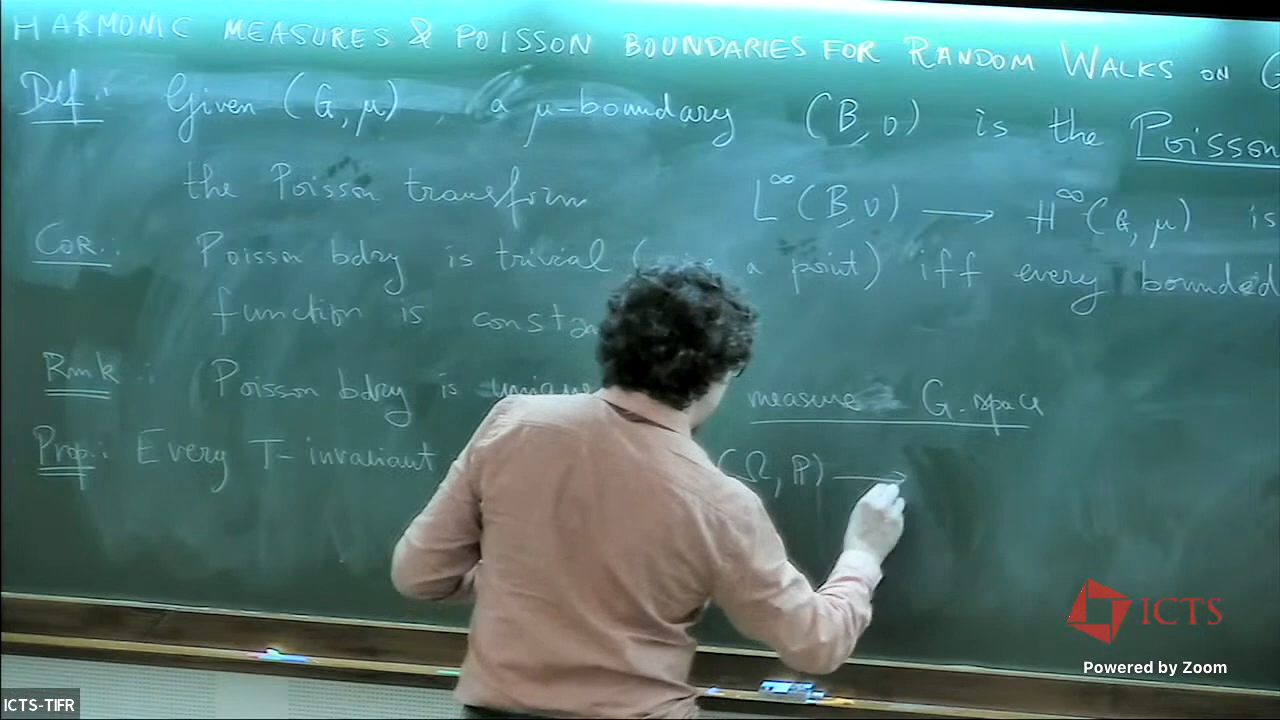 HARMONIC MEASURES & POISSON BOUNDARIES FOR RANDOM WALKS ON G
Def.: Given (G, μ), a μ-boundary (B, ν) is the Poisson
the Poisson transform L^∞(B, ν) → H^∞(G, μ) is
Cor.: Poisson bdry is trivial ( a point) iff every bounded
function is consta
Rmk.: (Poisson bdry is unique measure G-space
Prop.: Every T-invariant (Ω, ℙ) →
ICTS
Powered by Zoom
ICTS-TIFR